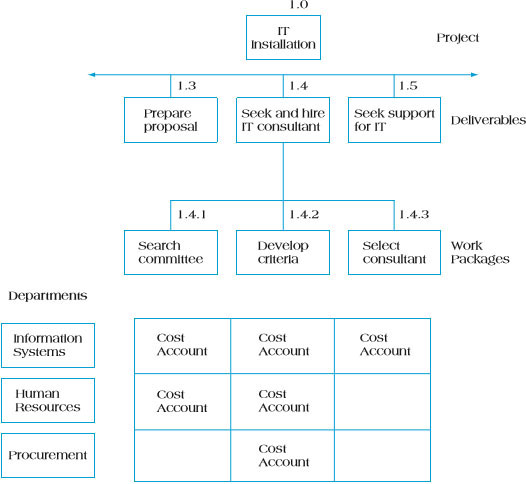 1.0
IT
Installation
Project
1.3
1.4
1.5
Prepare
proposal
Seek and hire
IT consultant
Seek support
for IT
Deliverables
1.4.1
1.4.2
1.4.3
Search
committee
Develop
criteria
Select
consultant
Work
Packages
Departments
Information
Systems
Cost
Account
Cost
Account
Cost
Account
Human
Resources
Cost
Account
Cost
Account
Procurement
Cost
Account